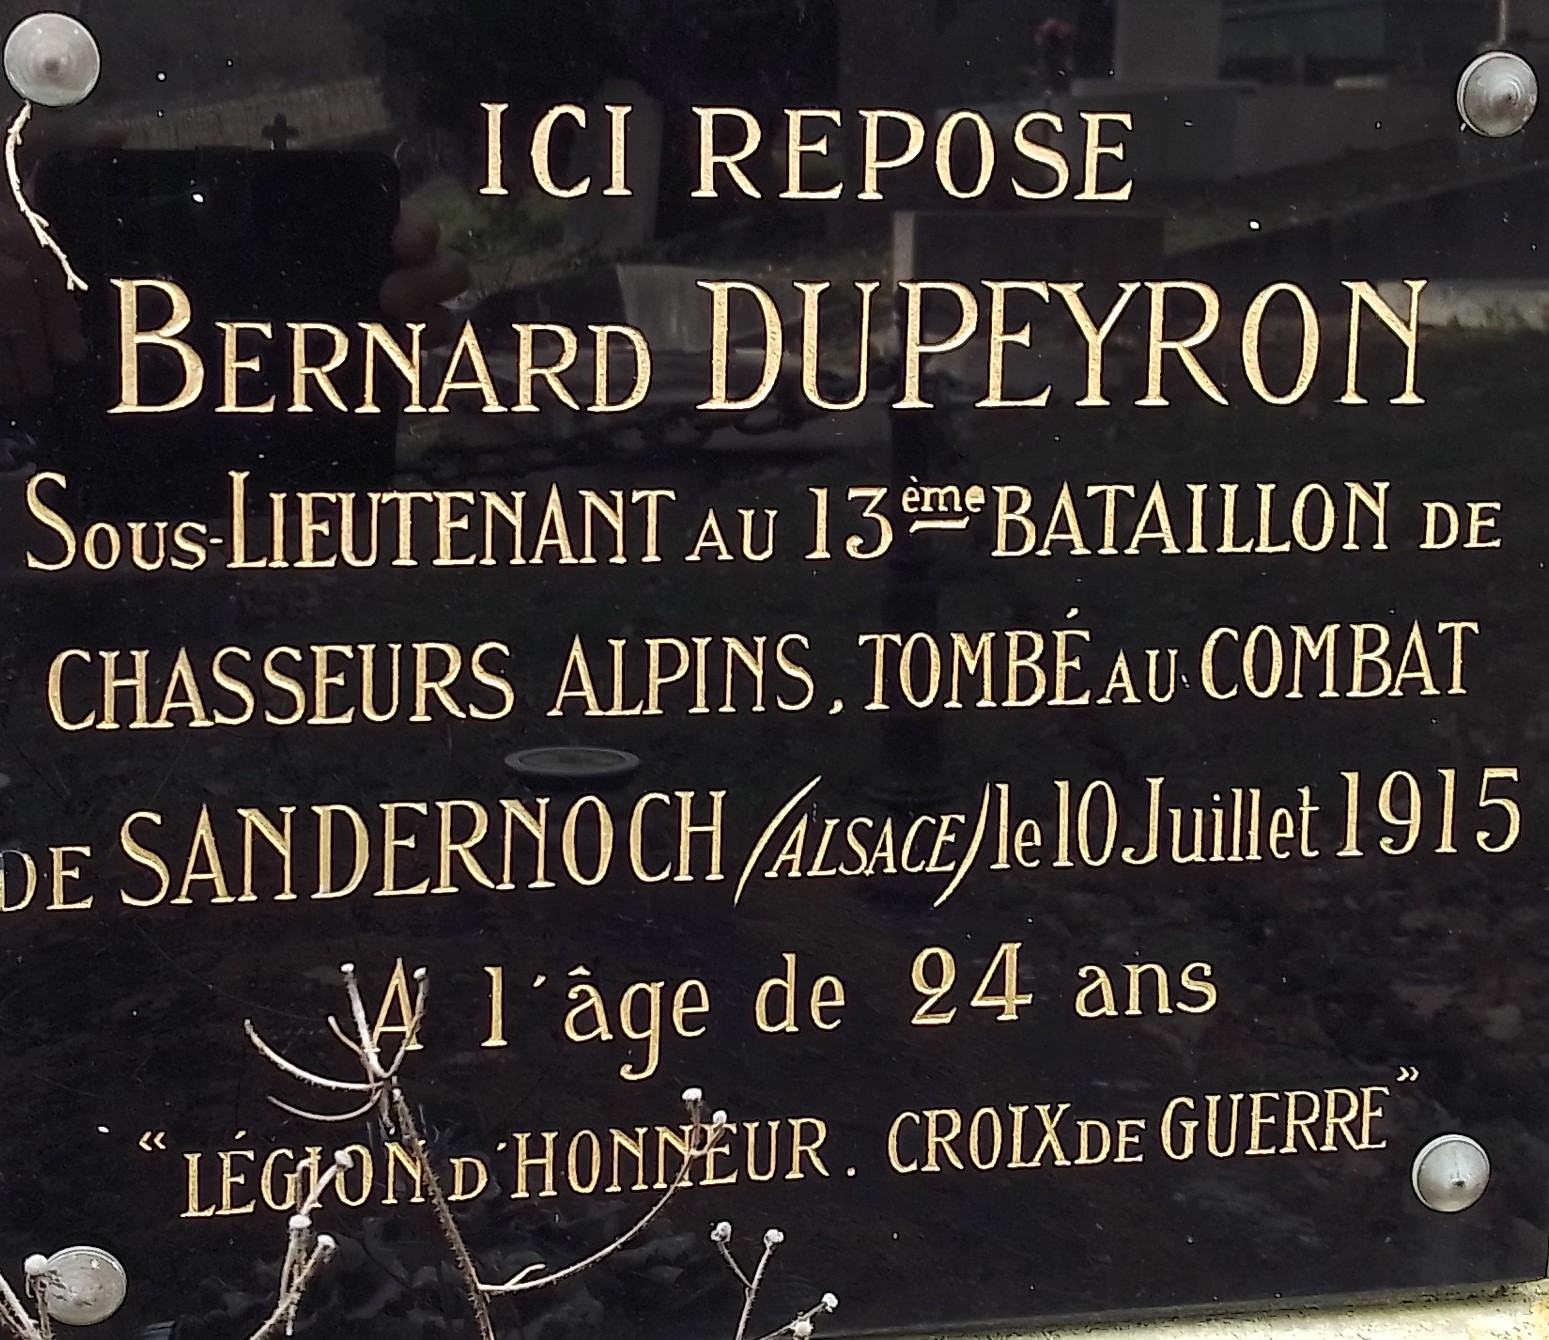 ICI REPOSE
BERNARD DUPEYRON
SOUS-LIEUTENANT AU 13ème BATAILLON DE
CHASSEURS ALPINS, TOMBÉ AU COMBAT
DE SANDERNOCH (ALSACE) le 10 Juillet 1915
A l'âge de 24 ans
“LÉGION D'HONNEUR. CROIX DE GUERRE”